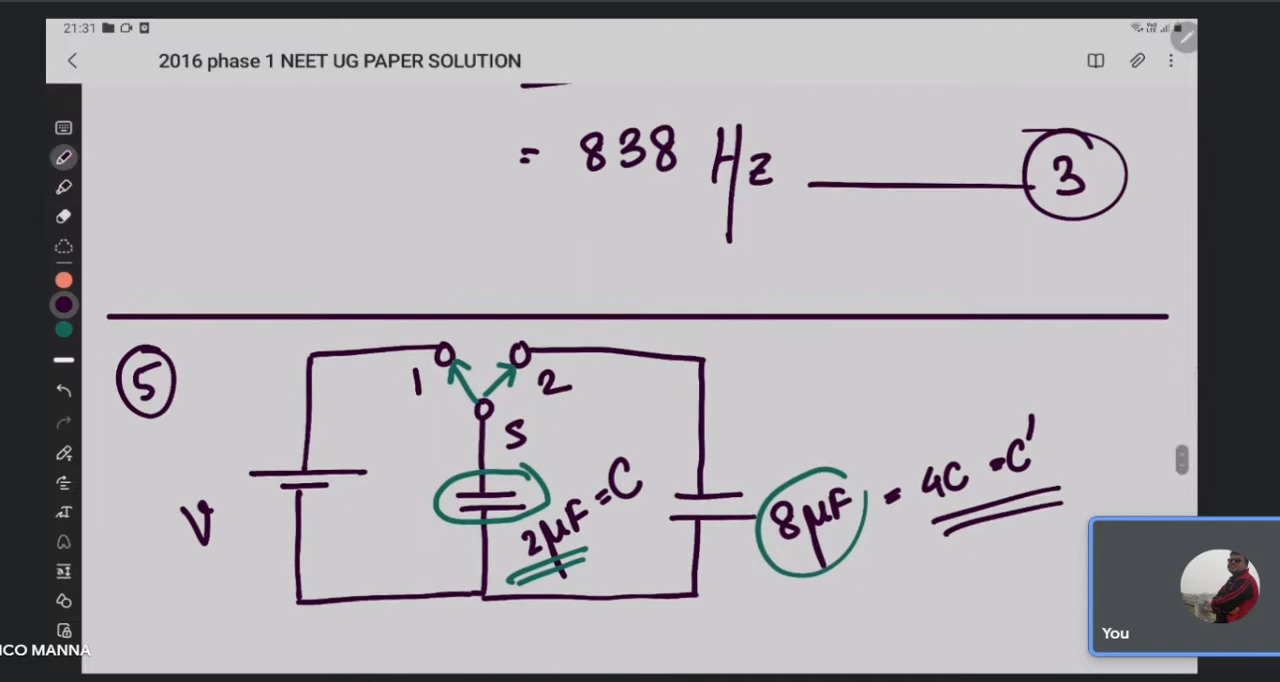 21:31
2016 phase 1 NEET UG PAPER SOLUTION
= 838 Hz 3
5
1 2
S
V 2μF = C 8μF = 4C = C'
You
CO MANNA